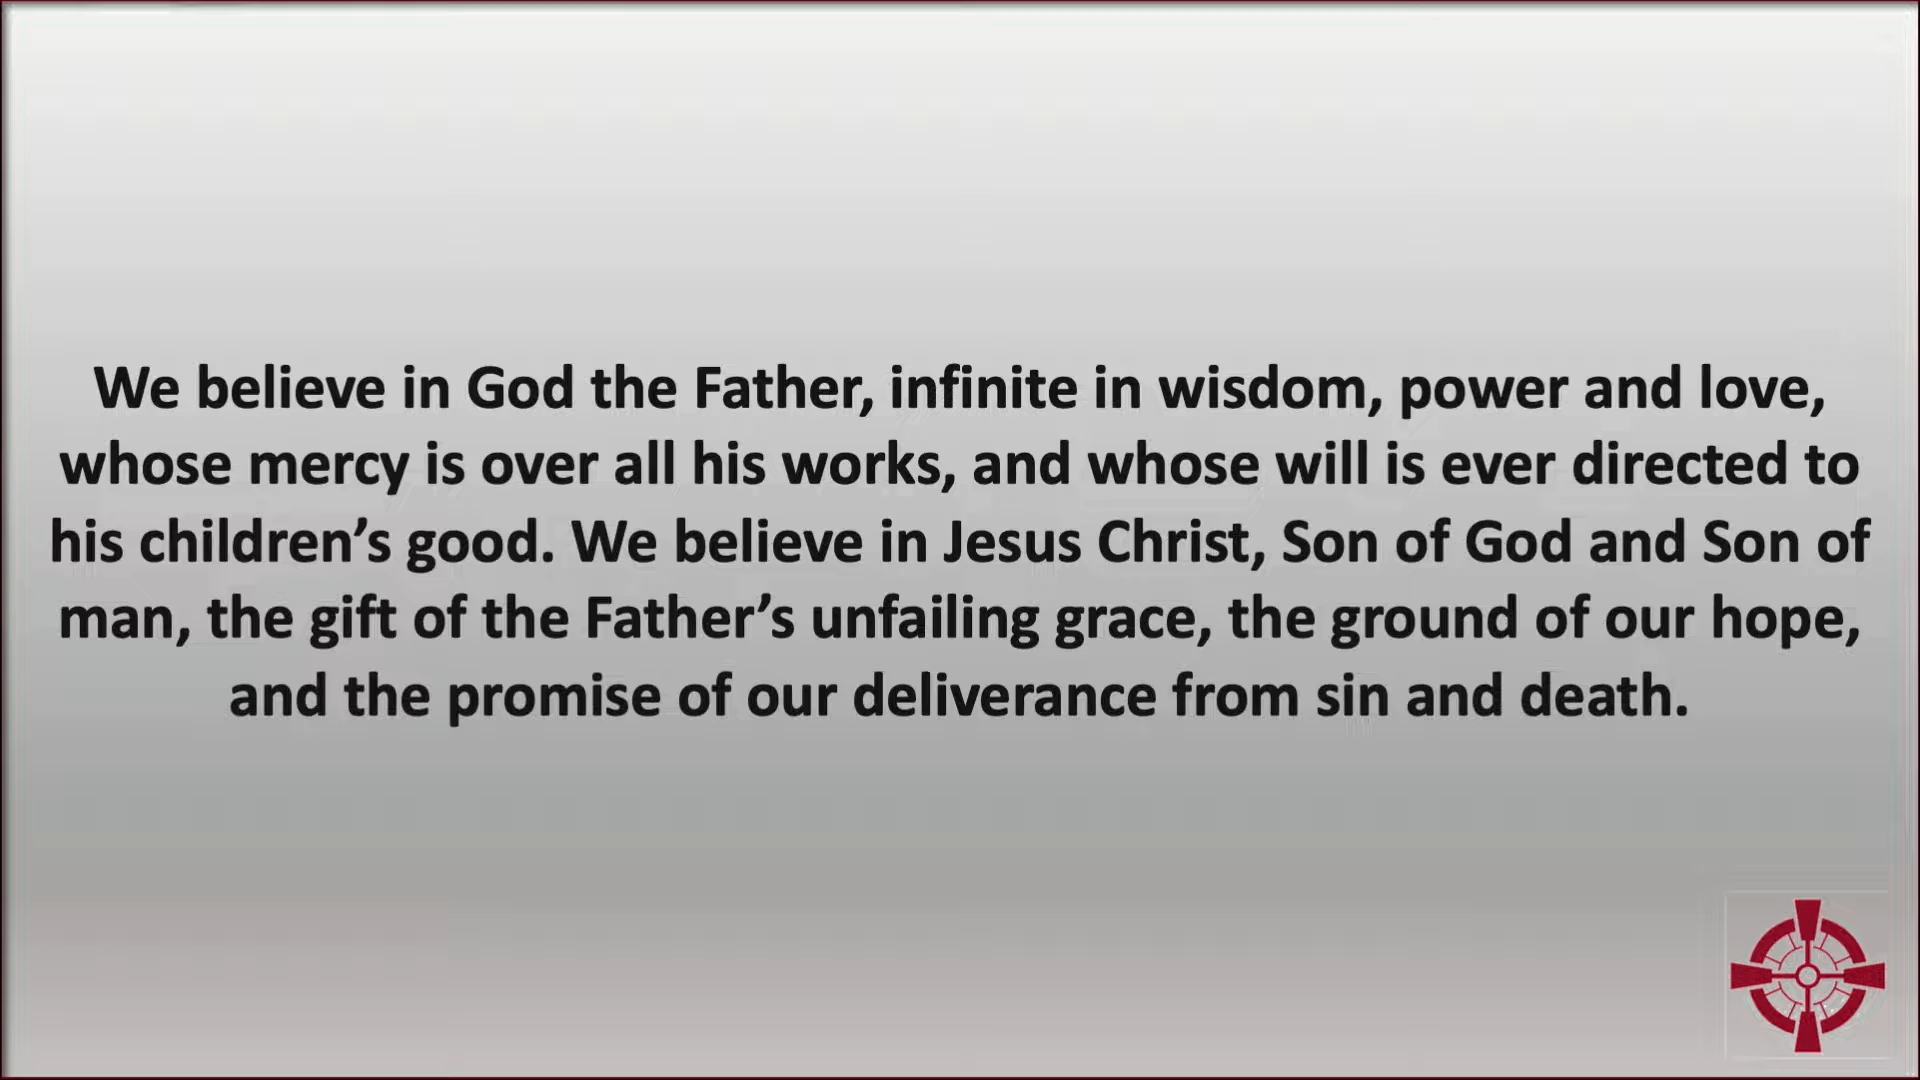 We believe in God the Father, infinite in wisdom, power and love,
whose mercy is over all his works, and whose will is ever directed to
his children’s good. We believe in Jesus Christ, Son of God and Son of
man, the gift of the Father’s unfailing grace, the ground of our hope,
and the promise of our deliverance from sin and death.